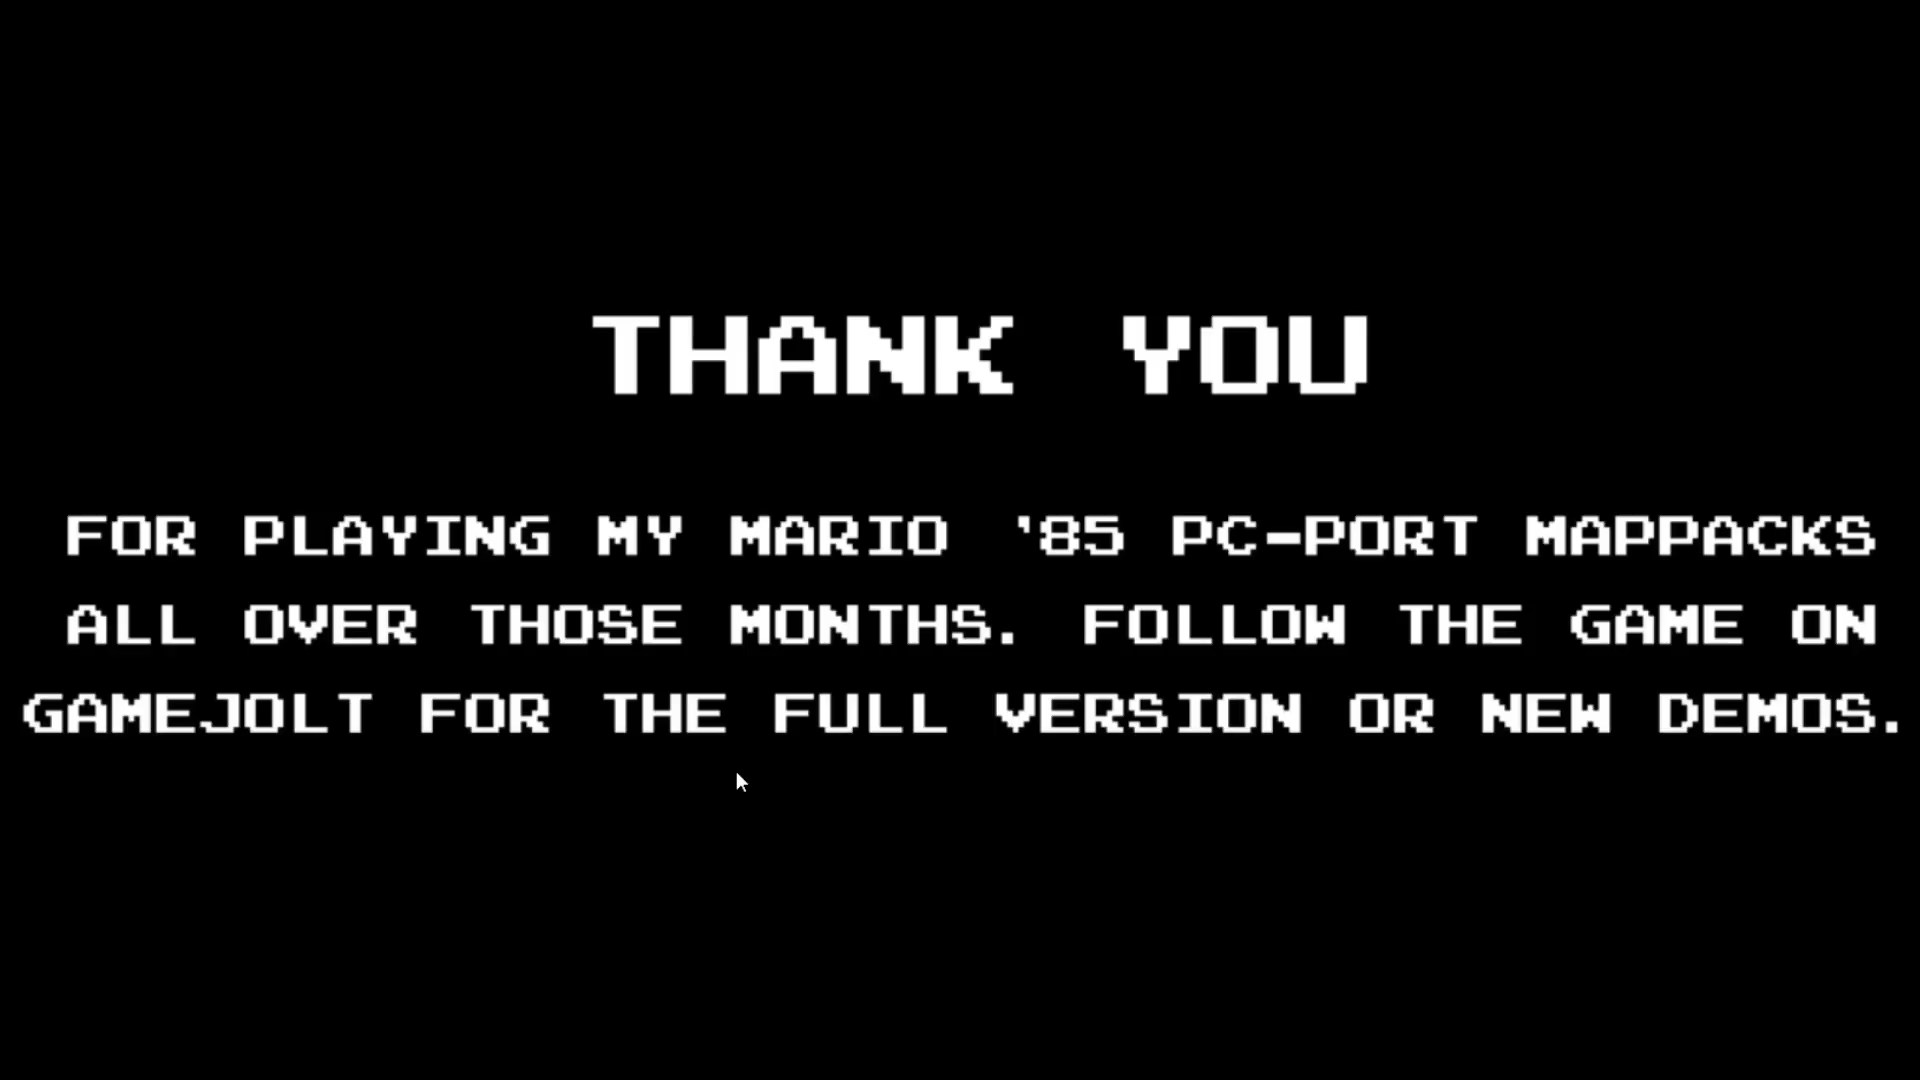 THANK YOU
FOR PLAYING MY MARIO '85 PC-PORT MAPPACKS
ALL OVER THOSE MONTHS. FOLLOW THE GAME ON
GAMEJOLT FOR THE FULL VERSION OR NEW DEMOS.